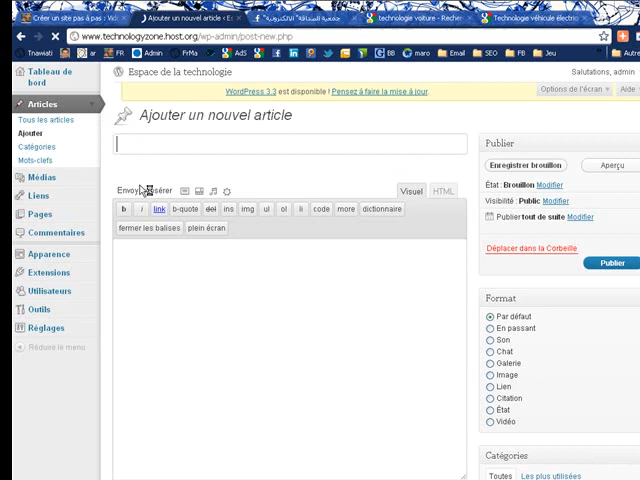 Créer un site pas à pas : Vic
Ajouter un nouvel article ‹ Es
جمعية الصداقة" الالكترونية"
technologie voiture - Recher
Technologie véhicule électric
www.technologyzone.host.org/wp-admin/post-new.php
Tnawiati
ar
FR
Admin
FrMa
AdS
BB
maro
Email
SEO
FB
Jeu
Autre
Tableau de bord
Espace de la technologie
Salutations, admin
WordPress 3.3 est disponible ! Pensez à faire la mise à jour.
Options de l'écran
Aide
Articles
Tous les articles
Ajouter
Catégories
Mots-clefs
Médias
Liens
Pages
Commentaires
Apparence
Extensions
Utilisateurs
Outils
Réglages
Réduire le menu
Ajouter un nouvel article
Visuel
HTML
b
i
link
b-quote
del
ins
img
ul
ol
li
code
more
dictionnaire
fermer les balises
plein écran
Publier
Enregistrer brouillon
Aperçu
État : Brouillon Modifier
Visibilité : Public Modifier
Publier tout de suite Modifier
Déplacer dans la Corbeille
Publier
Format
Par défaut
En passant
Son
Chat
Galerie
Image
Lien
Citation
État
Vidéo
Catégories
Toutes
Les plus utilisées